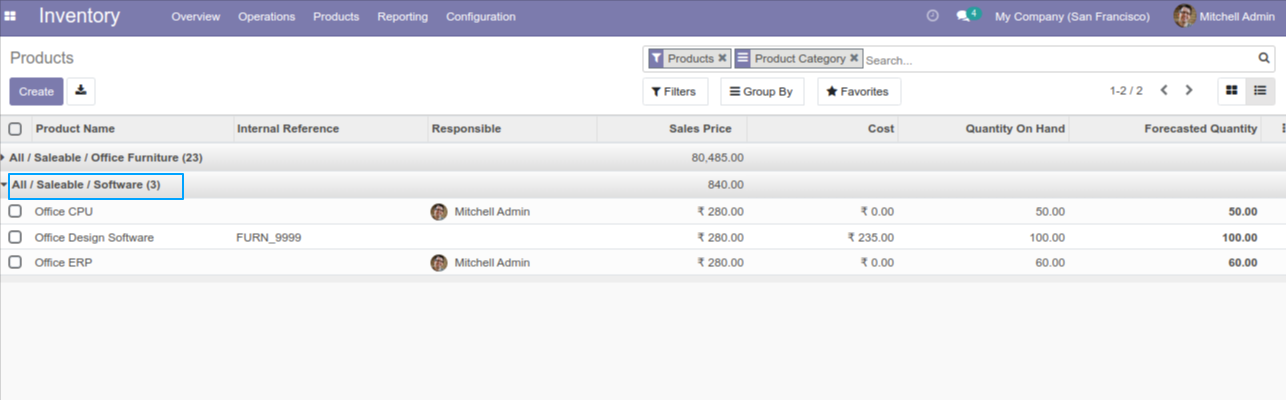 Inventory Overview Operations Products Reporting Configuration 4 My Company (San Francisco) Mitchell Admin
Products Products ✖ Product Category ✖ Search...
Create Filters Group By Favorites 1-2 / 2
Product Name Internal Reference Responsible Sales Price Cost Quantity On Hand Forecasted Quantity
All / Saleable / Office Furniture (23) 80,485.00
All / Saleable / Software (3) 840.00
Office CPU Mitchell Admin ₹ 280.00 ₹ 0.00 50.00 50.00
Office Design Software FURN_9999 ₹ 280.00 ₹ 235.00 100.00 100.00
Office ERP Mitchell Admin ₹ 280.00 ₹ 0.00 60.00 60.00